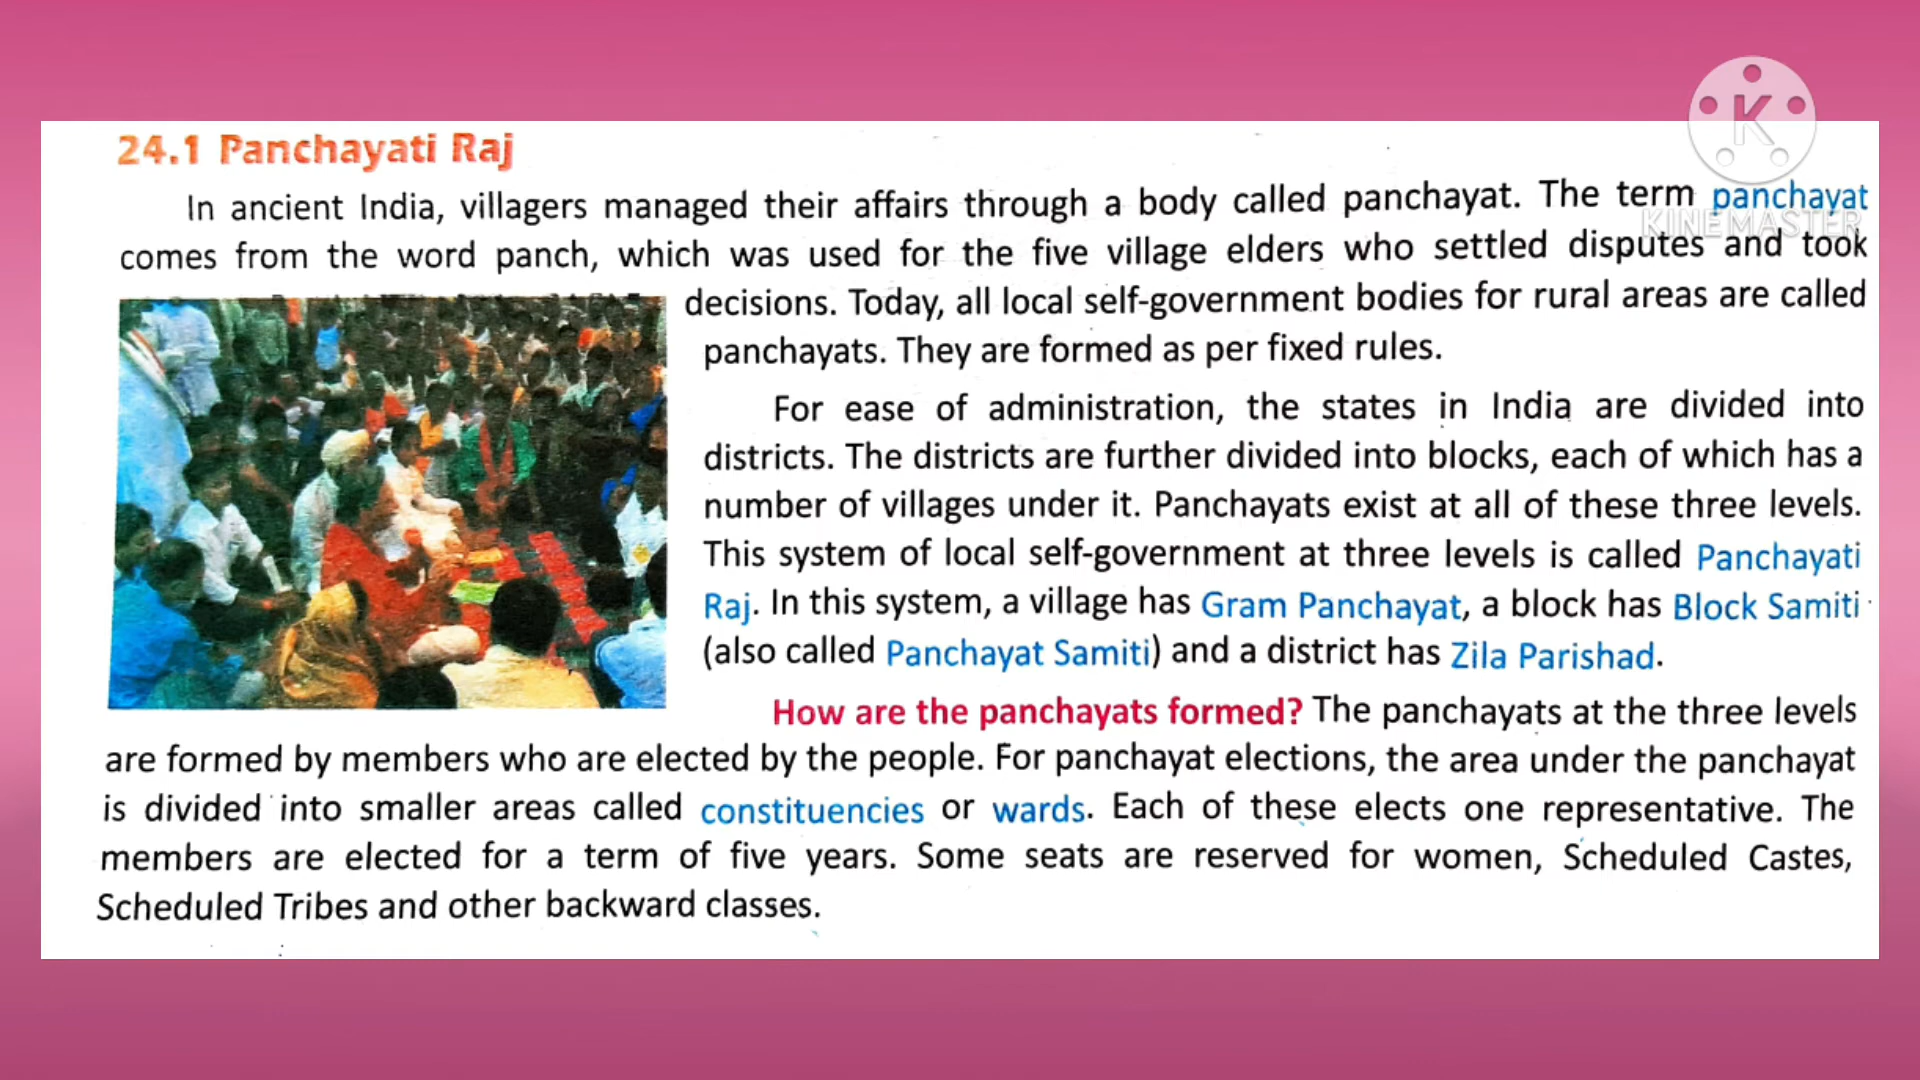 24.1 Panchayati Raj
In ancient India, villagers managed their affairs through a body called panchayat. The term panchayat
comes from the word panch, which was used for the five village elders who settled disputes and took
decisions. Today, all local self-government bodies for rural areas are called
panchayats. They are formed as per fixed rules.
For ease of administration, the states in India are divided into
districts. The districts are further divided into blocks, each of which has a
number of villages under it. Panchayats exist at all of these three levels.
This system of local self-government at three levels is called Panchayati
Raj. In this system, a village has Gram Panchayat, a block has Block Samiti
(also called Panchayat Samiti) and a district has Zila Parishad.
How are the panchayats formed? The panchayats at the three levels
are formed by members who are elected by the people. For panchayat elections, the area under the panchayat
is divided into smaller areas called constituencies or wards. Each of these elects one representative. The
members are elected for a term of five years. Some seats are reserved for women, Scheduled Castes,
Scheduled Tribes and other backward classes.
K
KINEMASTER